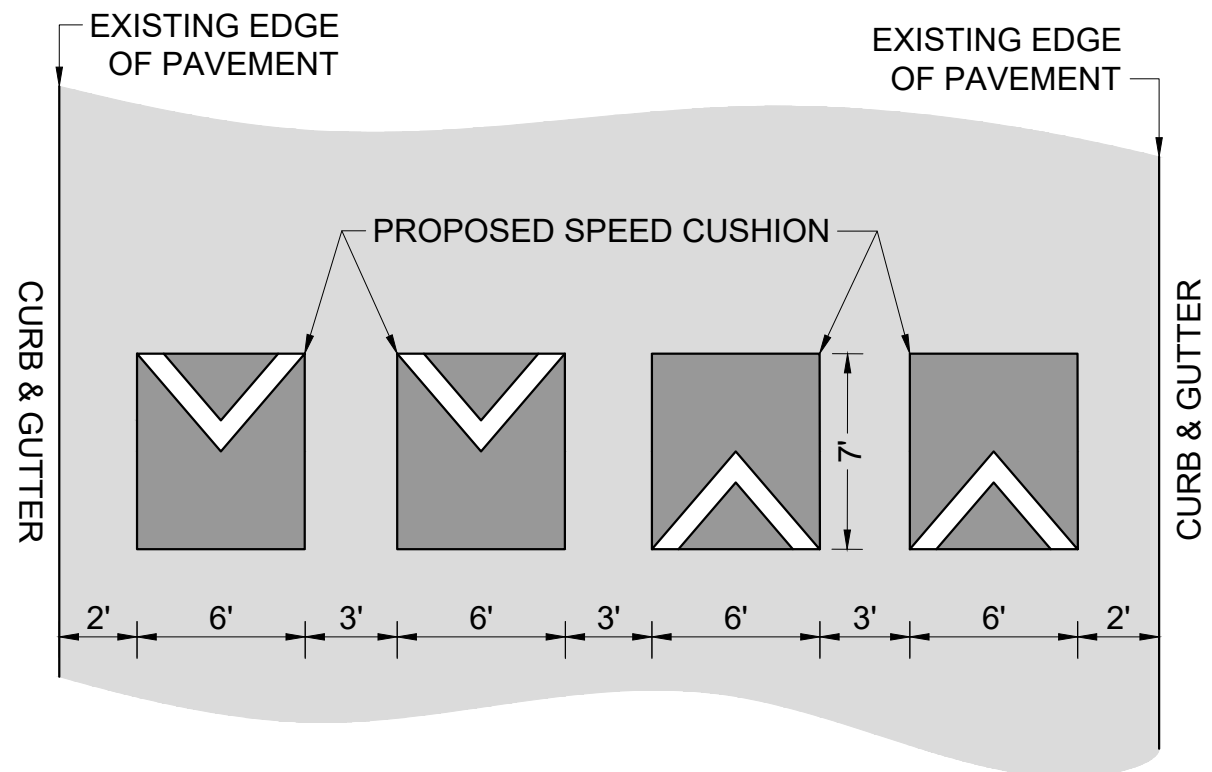 EXISTING EDGE
OF PAVEMENT
EXISTING EDGE
OF PAVEMENT
PROPOSED SPEED CUSHION
CURB & GUTTER
CURB & GUTTER
7'
2'
6'
3'
6'
3'
6'
3'
6'
2'